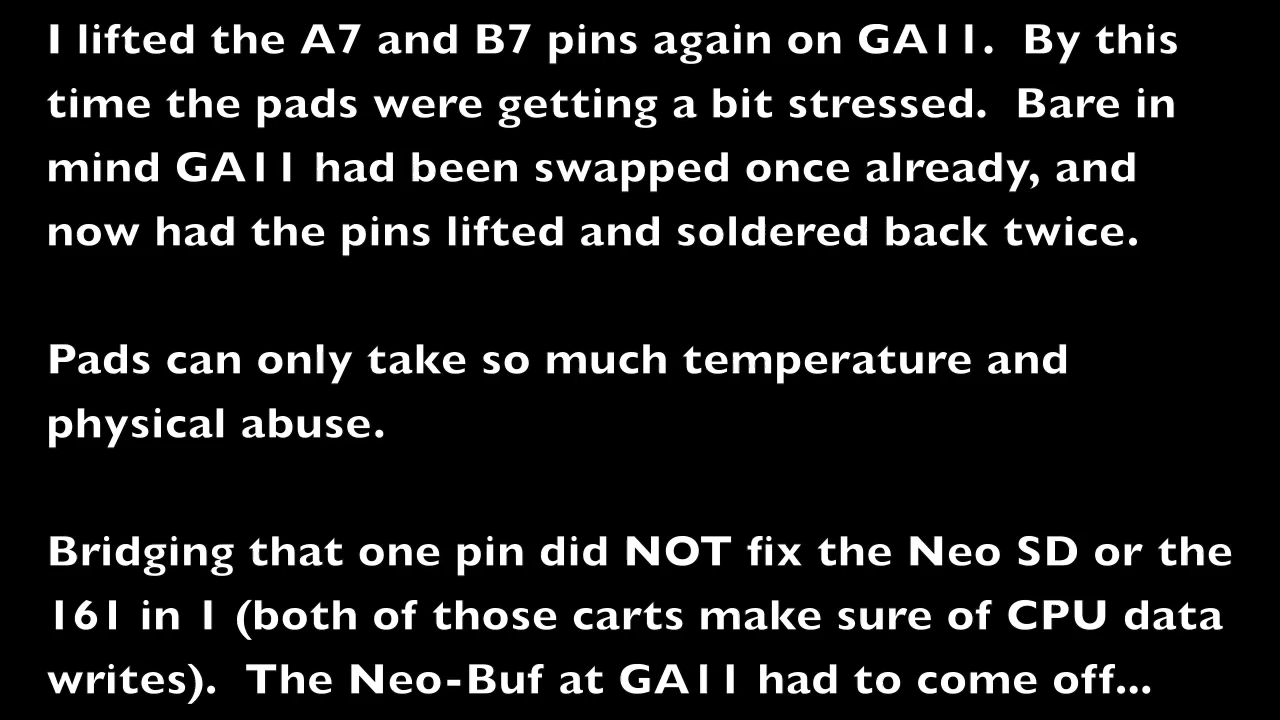 I lifted the A7 and B7 pins again on GA11.  By this
time the pads were getting a bit stressed.  Bare in
mind GA11 had been swapped once already, and
now had the pins lifted and soldered back twice.
Pads can only take so much temperature and
physical abuse.
Bridging that one pin did NOT fix the Neo SD or the
161 in 1 (both of those carts make sure of CPU data
writes).  The Neo-Buf at GA11 had to come off...